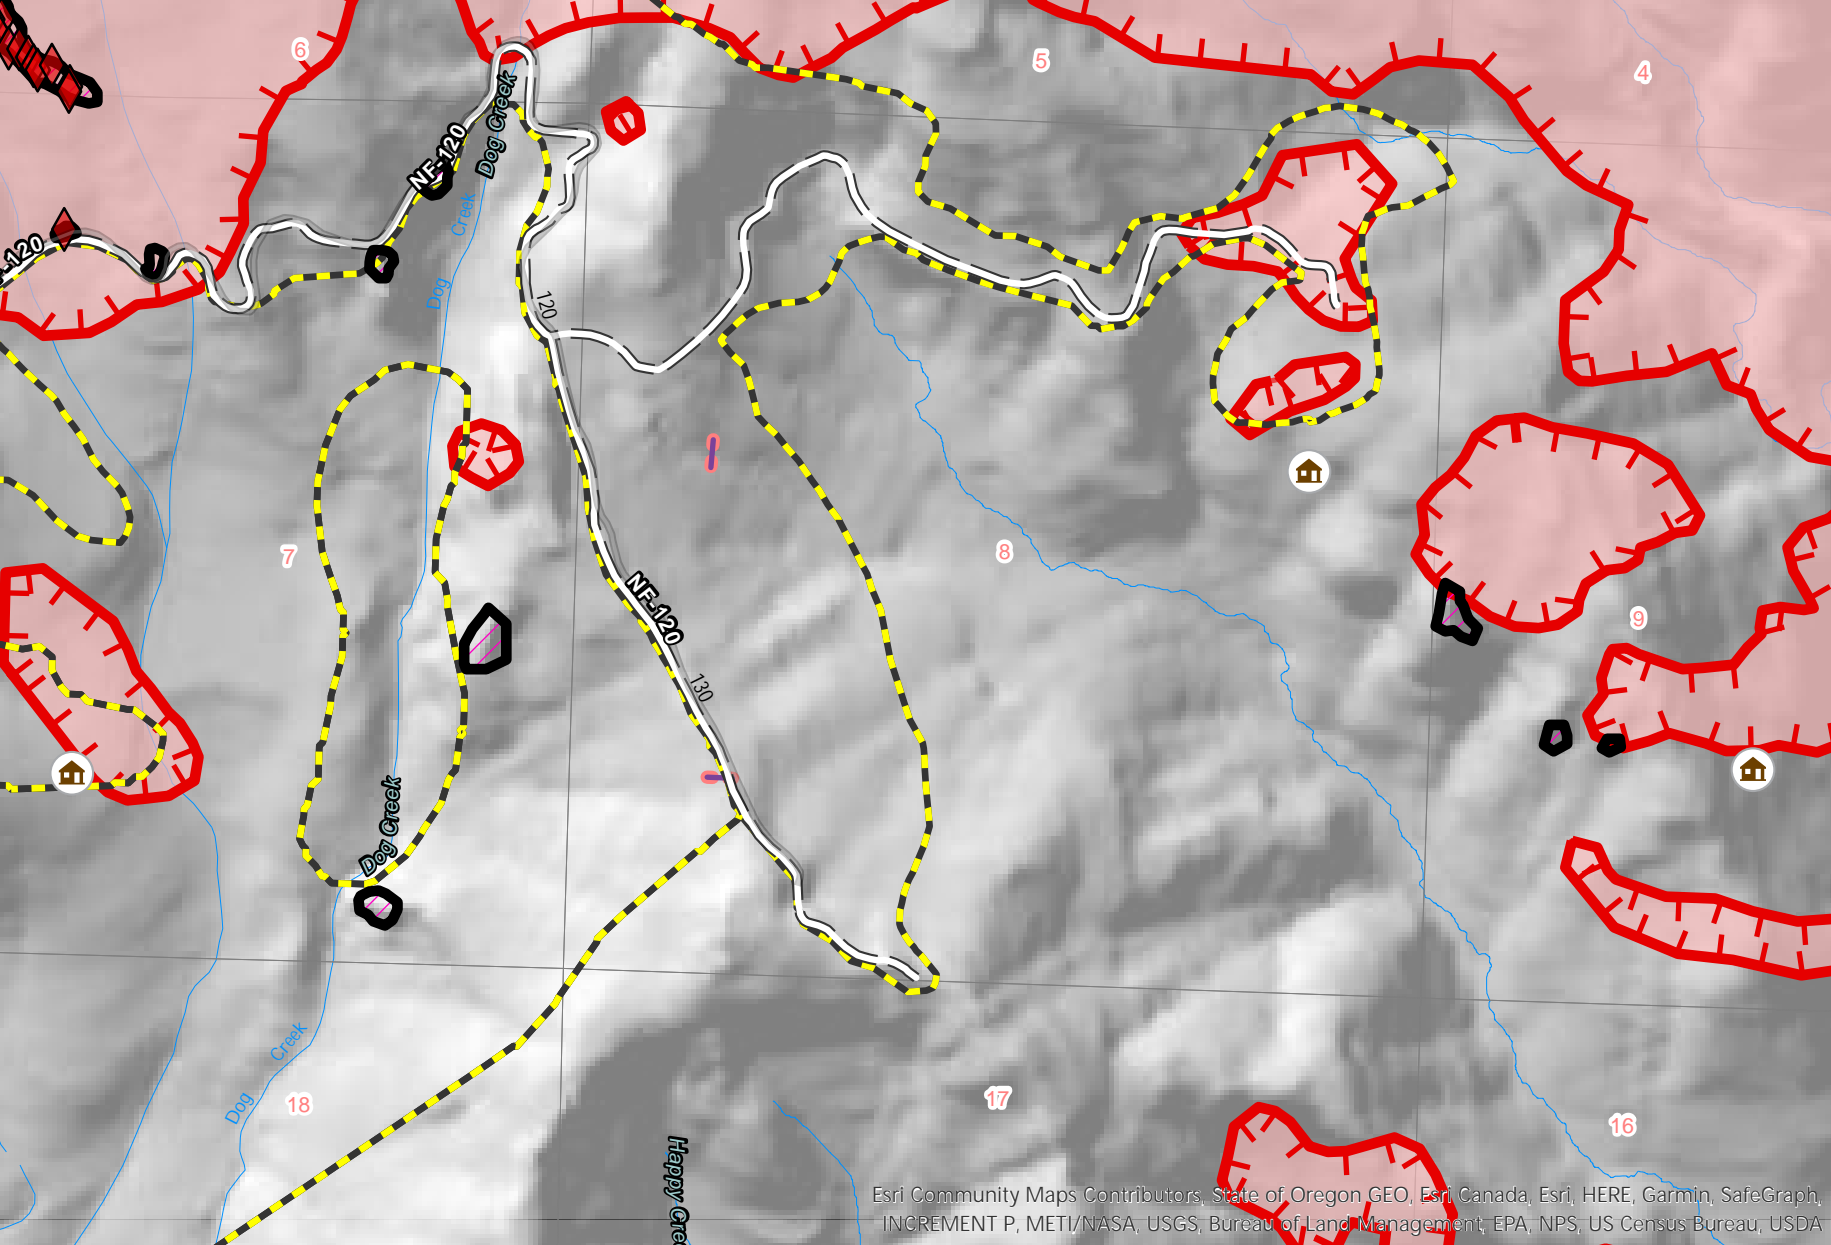 6
5
4
Dog Creek
NF-120
-120
Creek
Dog
120
7
8
NF-120
9
130
Dog Creek
Creek
Dog
18
17
16
Happy Cree
Esri Community Maps Contributors, State of Oregon GEO, Esri Canada, Esri, HERE, Garmin, SafeGraph,
INCREMENT P, METI/NASA, USGS, Bureau of Land Management, EPA, NPS, US Census Bureau, USDA